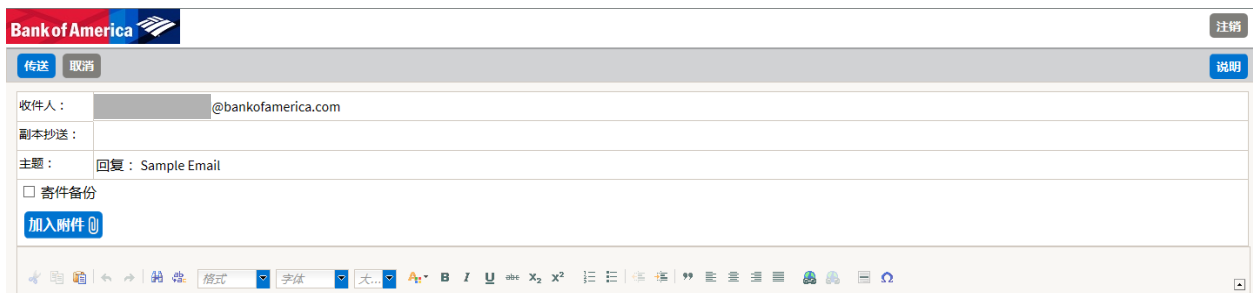 Bank of America
注销
传送 取消
说明
收件人： @bankofamerica.com
副本抄送：
主题： 回复： Sample Email
寄件备份
加入附件
格式 字体 大... A B I U abc X₂ X² Ω